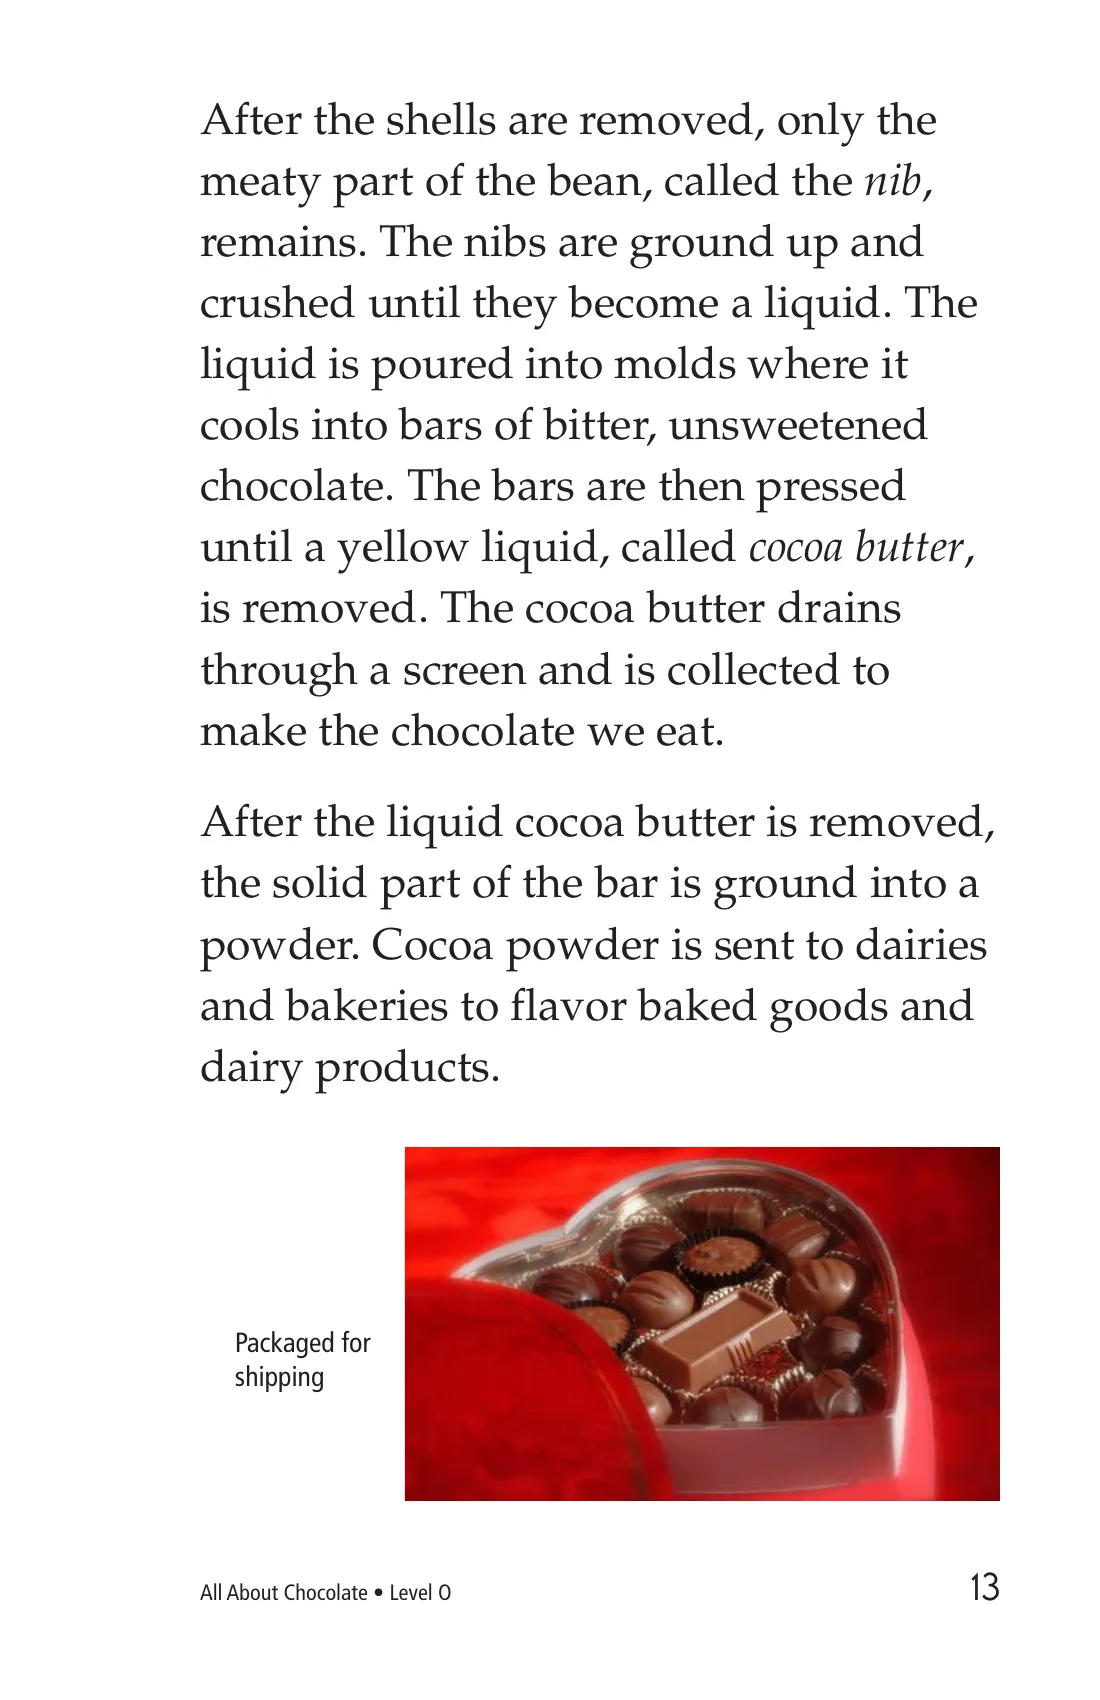 After the shells are removed, only the
meaty part of the bean, called the nib,
remains. The nibs are ground up and
crushed until they become a liquid. The
liquid is poured into molds where it
cools into bars of bitter, unsweetened
chocolate. The bars are then pressed
until a yellow liquid, called cocoa butter,
is removed. The cocoa butter drains
through a screen and is collected to
make the chocolate we eat.
After the liquid cocoa butter is removed,
the solid part of the bar is ground into a
powder. Cocoa powder is sent to dairies
and bakeries to flavor baked goods and
dairy products.
Packaged for
shipping
All About Chocolate • Level O
13